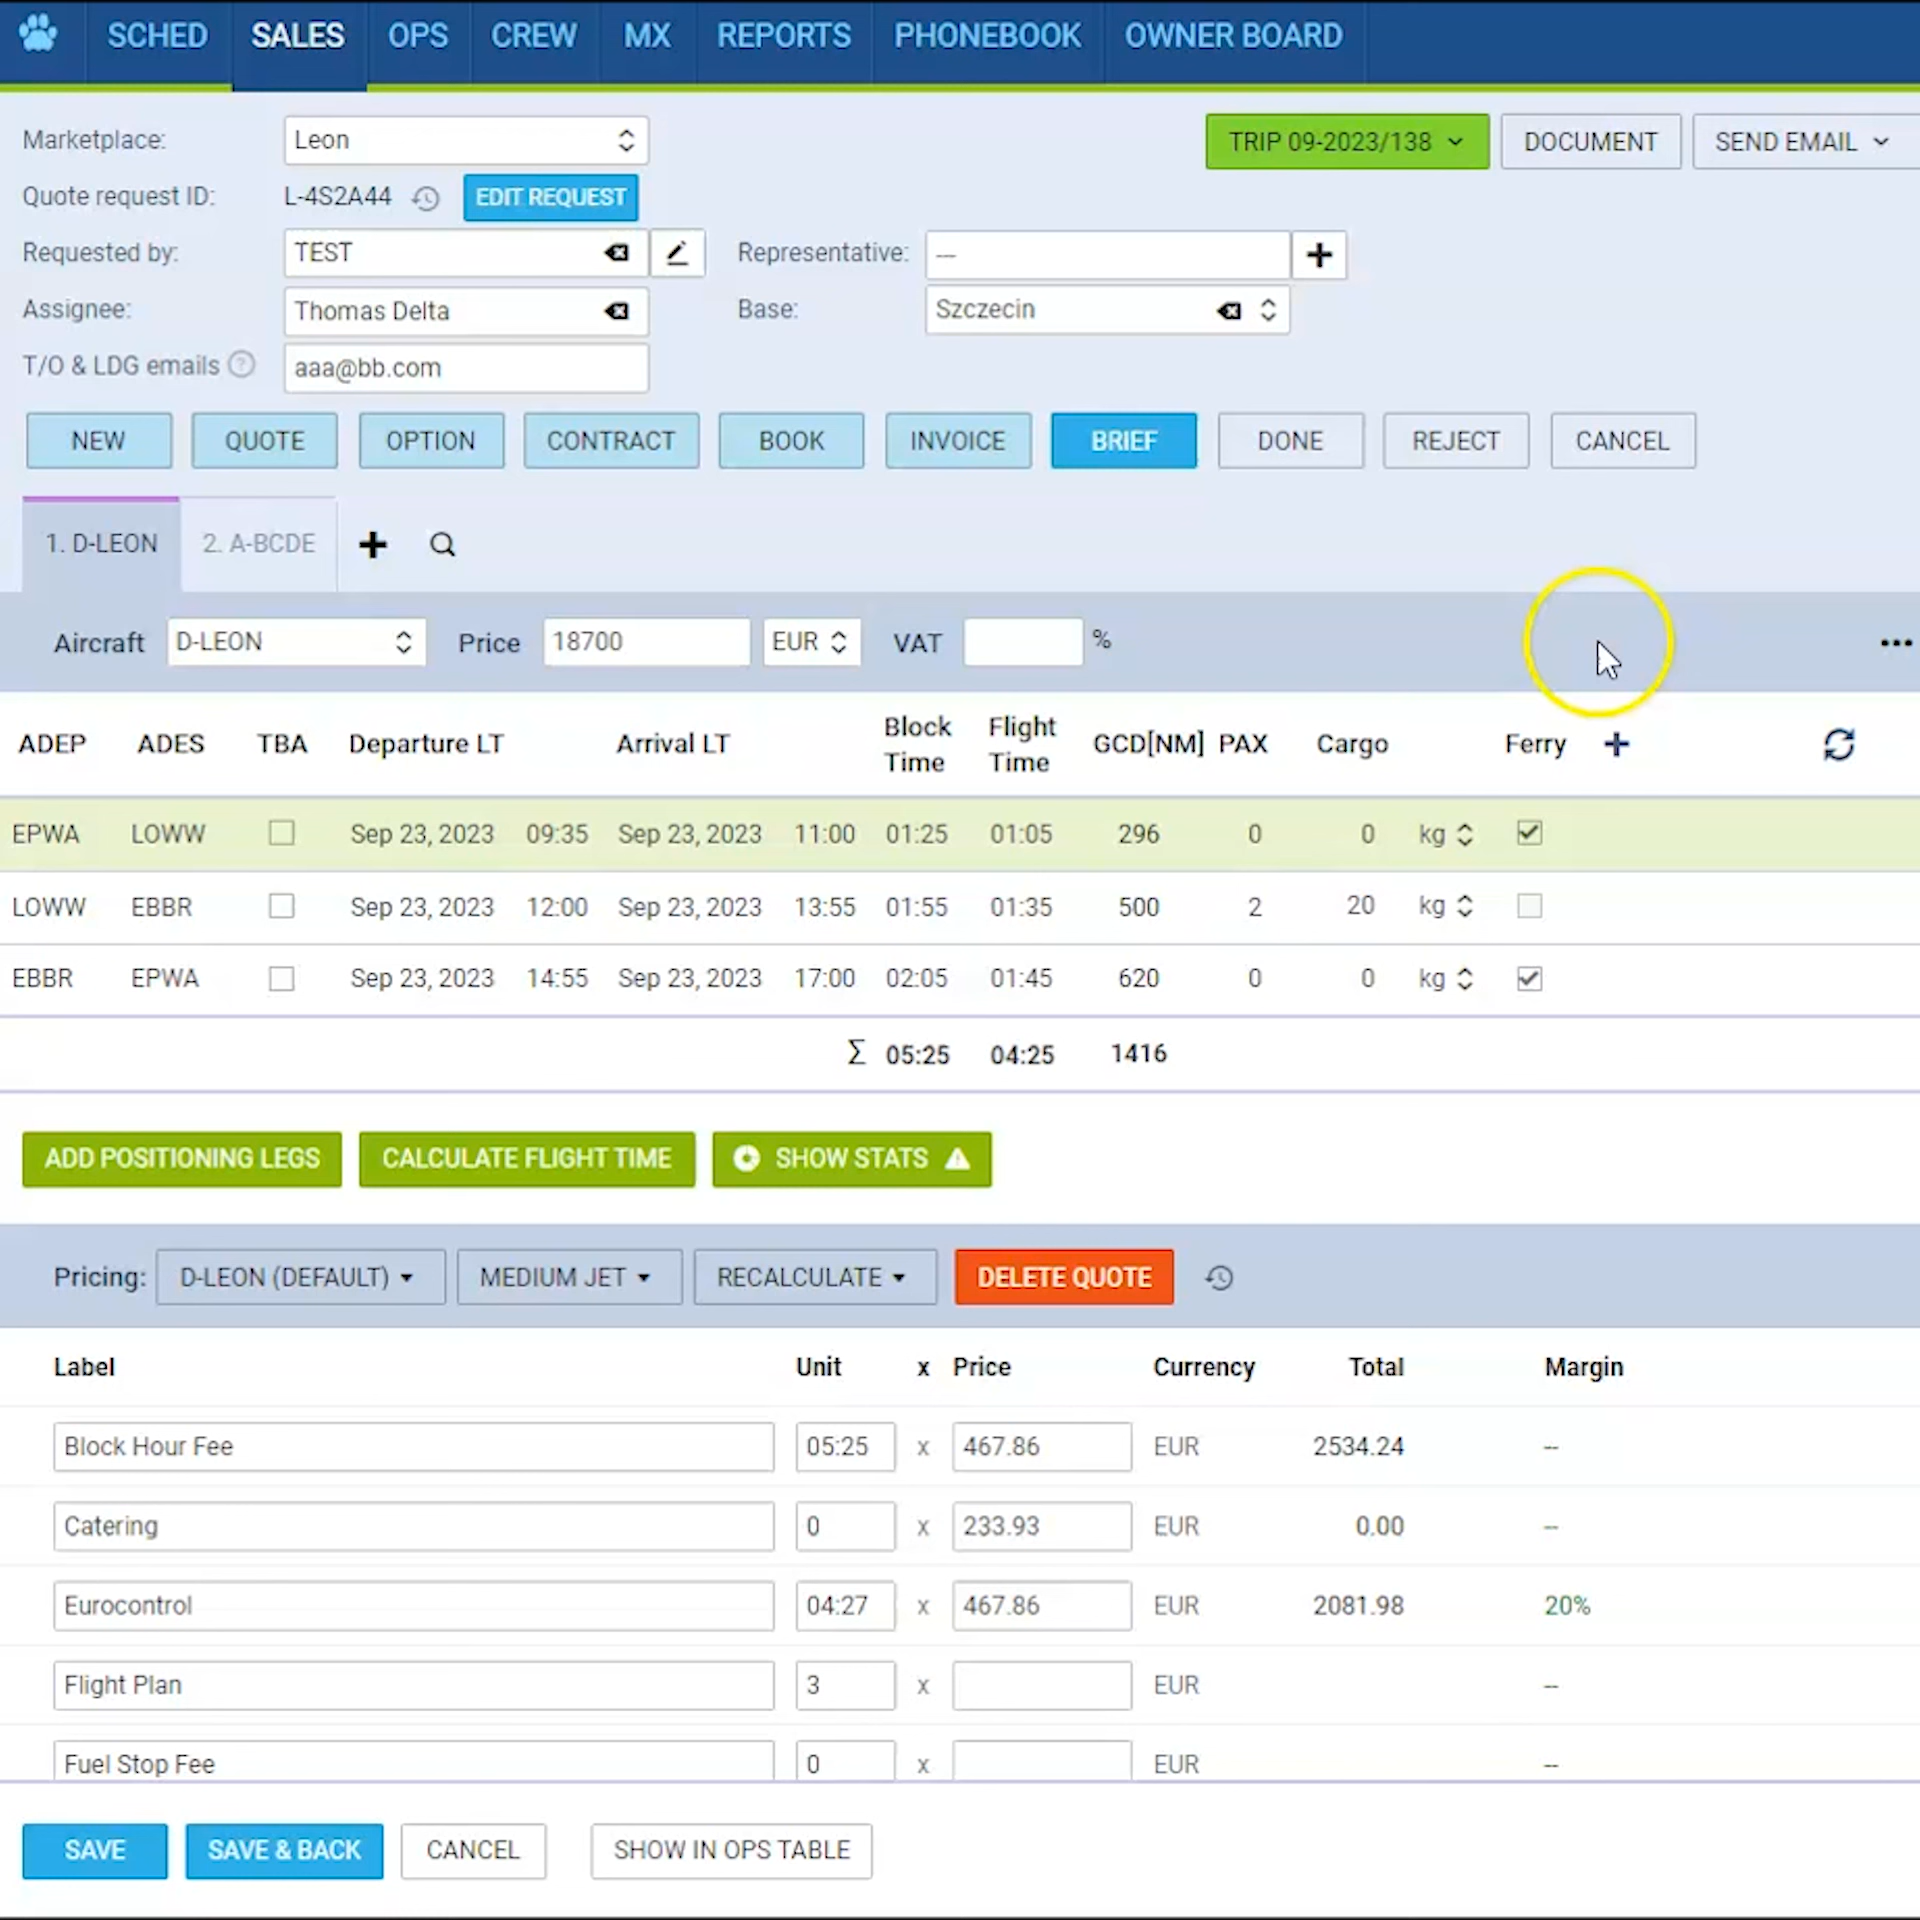 SCHED SALES OPS CREW MX REPORTS PHONEBOOK OWNER BOARD
Marketplace: Leon TRIP 09-2023/138 DOCUMENT SEND EMAIL
Quote request ID: L-4S2A44 EDIT REQUEST
Requested by: TEST Representative: ---
Assignee: Thomas Delta Base: Szczecin
T/O & LDG emails ? aaa@bb.com
NEW QUOTE OPTION CONTRACT BOOK INVOICE BRIEF DONE REJECT CANCEL
1. D-LEON 2. A-BCDE
Aircraft D-LEON Price 18700 EUR VAT %
ADEP ADES TBA Departure LT Arrival LT Block Time Flight Time GCD[NM] PAX Cargo Ferry
EPWA LOWW Sep 23, 2023 09:35 Sep 23, 2023 11:00 01:25 01:05 296 0 0 kg
LOWW EBBR Sep 23, 2023 12:00 Sep 23, 2023 13:55 01:55 01:35 500 2 20 kg
EBBR EPWA Sep 23, 2023 14:55 Sep 23, 2023 17:00 02:05 01:45 620 0 0 kg
Σ 05:25 04:25 1416
ADD POSITIONING LEGS CALCULATE FLIGHT TIME SHOW STATS
Pricing: D-LEON (DEFAULT) MEDIUM JET RECALCULATE DELETE QUOTE
Label Unit x Price Currency Total Margin
Block Hour Fee 05:25 x 467.86 EUR 2534.24 --
Catering 0 x 233.93 EUR 0.00 --
Eurocontrol 04:27 x 467.86 EUR 2081.98 20%
Flight Plan 3 x EUR --
Fuel Stop Fee 0 x EUR --
SAVE SAVE & BACK CANCEL SHOW IN OPS TABLE